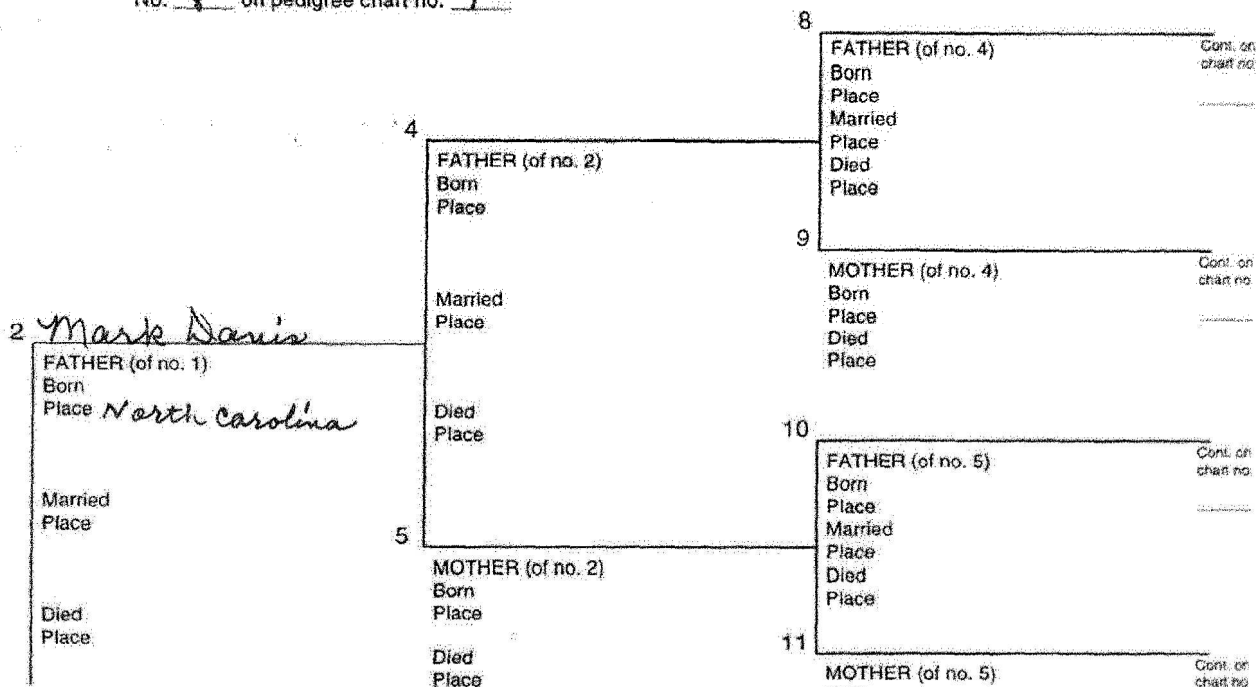 No. 8 on pedigree chart no. 1
8
FATHER (of no. 4)
Born
Place
Married
Place
Died
Place
Cont. on
chart no.
4
FATHER (of no. 2)
Born
Place
Married
Place
Died
Place
9
MOTHER (of no. 4)
Born
Place
Died
Place
Cont. on
chart no.
2 Mark Davis
FATHER (of no. 1)
Born
Place North Carolina
Married
Place
Died
Place
10
FATHER (of no. 5)
Born
Place
Married
Place
Died
Place
Cont. on
chart no.
5
MOTHER (of no. 2)
Born
Place
Died
Place
11
MOTHER (of no. 5)
Cont. on
chart no.